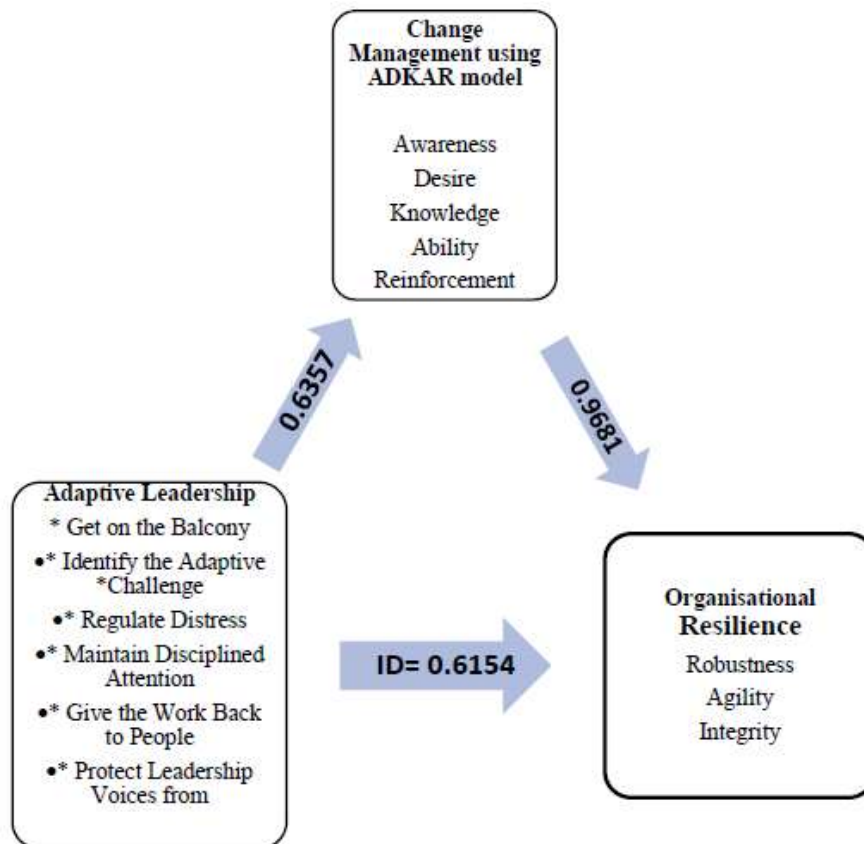 Change
Management using
ADKAR model
Awareness
Desire
Knowledge
Ability
Reinforcement
0.6357
0.9681
Adaptive Leadership
* Get on the Balcony
•* Identify the Adaptive
*Challenge
•* Regulate Distress
•* Maintain Disciplined
Attention
•* Give the Work Back
to People
•* Protect Leadership
Voices from
ID= 0.6154
Organisational
Resilience
Robustness
Agility
Integrity